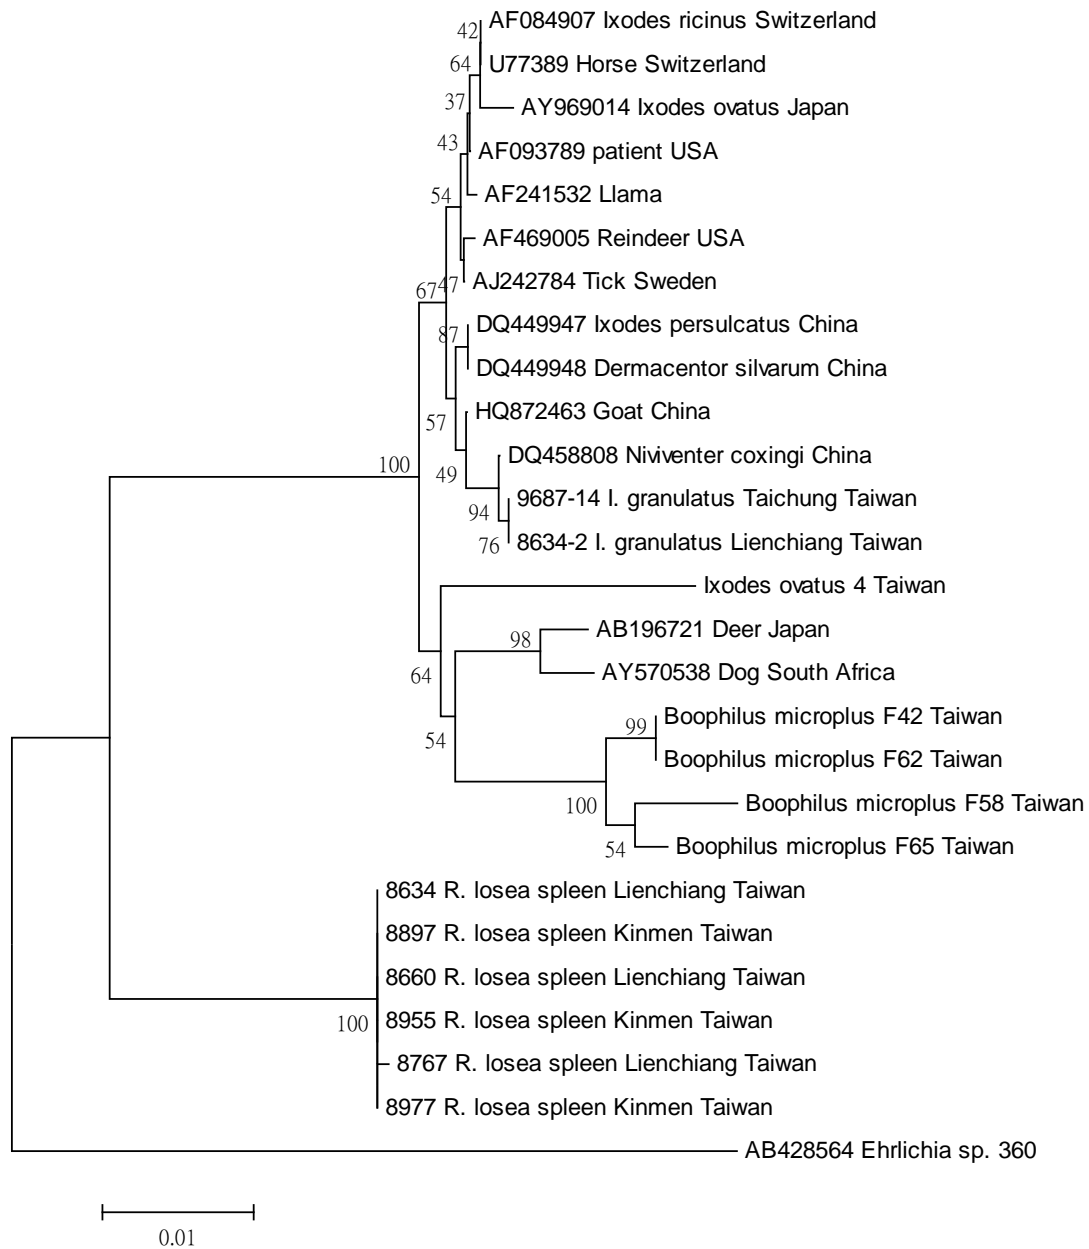 AF084907 Ixodes ricinus Switzerland
42
64
U77389 Horse Switzerland
37
AY969014 Ixodes ovatus Japan
43
AF093789 patient USA
54
AF241532 Llama
AF469005 Reindeer USA
67
47
AJ242784 Tick Sweden
87
DQ449947 Ixodes persulcatus China
DQ449948 Dermacentor silvarum China
57
HQ872463 Goat China
100
49
DQ458808 Niviventer coxingi China
94
9687-14 I. granulatus Taichung Taiwan
76
8634-2 I. granulatus Lienchiang Taiwan
Ixodes ovatus 4 Taiwan
98
AB196721 Deer Japan
64
AY570538 Dog South Africa
99
Boophilus microplus F42 Taiwan
54
Boophilus microplus F62 Taiwan
100
Boophilus microplus F58 Taiwan
54
Boophilus microplus F65 Taiwan
8634 R. losea spleen Lienchiang Taiwan
8897 R. losea spleen Kinmen Taiwan
8660 R. losea spleen Lienchiang Taiwan
100
8955 R. losea spleen Kinmen Taiwan
8767 R. losea spleen Lienchiang Taiwan
8977 R. losea spleen Kinmen Taiwan
AB428564 Ehrlichia sp. 360
0.01